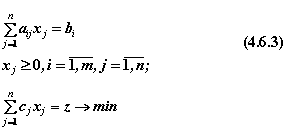 n
∑ a_{ij} x_j = b_i
j=1
(4.6.3)
x_j ≥ 0, i = \overline{1,m}, j = \overline{1,n};
n
∑ c_j x_j = z → min
j=1